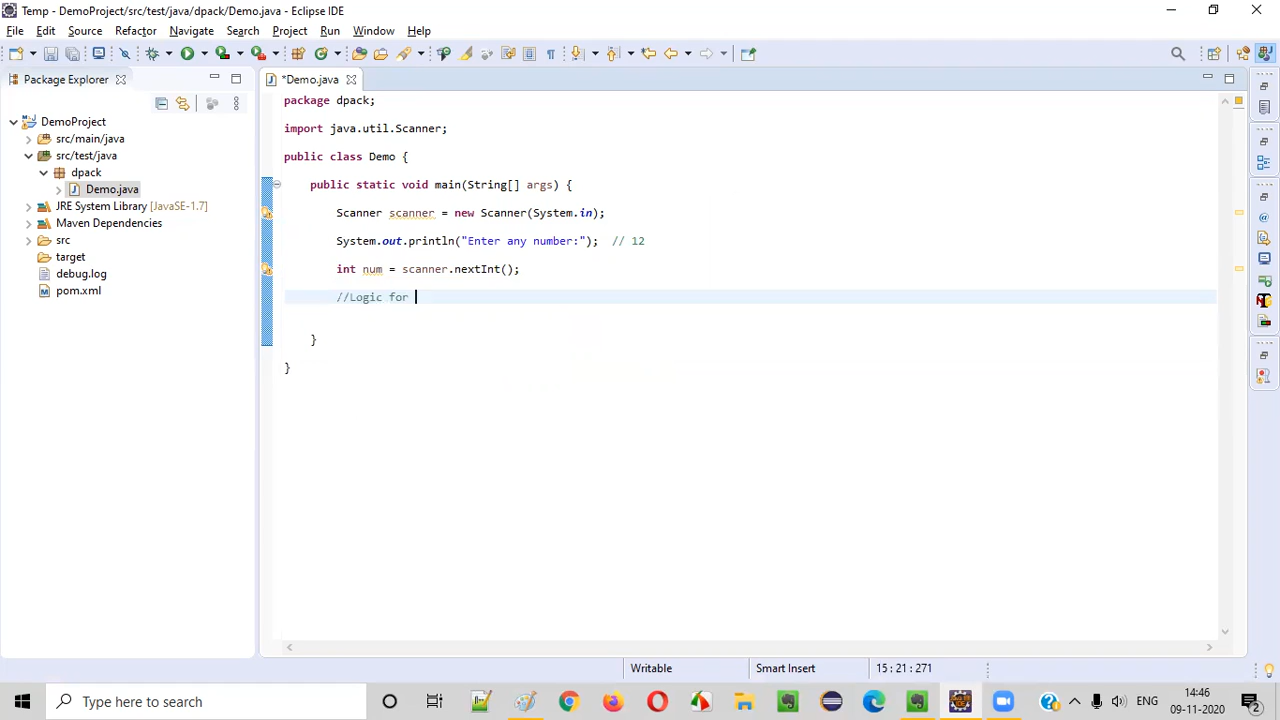 Temp - DemoProject/src/test/java/dpack/Demo.java - Eclipse IDE
File Edit Source Refactor Navigate Search Project Run Window Help
Package Explorer
*Demo.java
DemoProject
src/main/java
src/test/java
dpack
Demo.java
JRE System Library [JavaSE-1.7]
Maven Dependencies
src
target
debug.log
pom.xml
package dpack;
import java.util.Scanner;
public class Demo {
public static void main(String[] args) {
Scanner scanner = new Scanner(System.in);
System.out.println("Enter any number:"); // 12
int num = scanner.nextInt();
//Logic for
}
}
Writable Smart Insert 15 : 21 : 271
Type here to search
ENG
14:46
09-11-2020
2